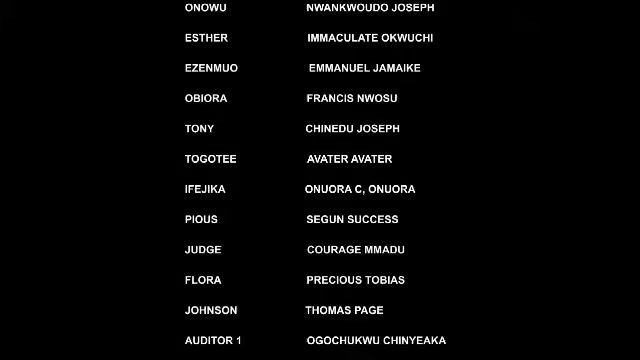 ONOWU NWANKWOUDO JOSEPH
ESTHER IMMACULATE OKWUCHI
EZENMUO EMMANUEL JAMAIKE
OBIORA FRANCIS NWOSU
TONY CHINEDU JOSEPH
TOGOTEE AVATER AVATER
IFEJIKA ONUORA C, ONUORA
PIOUS SEGUN SUCCESS
JUDGE COURAGE MMADU
FLORA PRECIOUS TOBIAS
JOHNSON THOMAS PAGE
AUDITOR 1 OGOCHUKWU CHINYEAKA